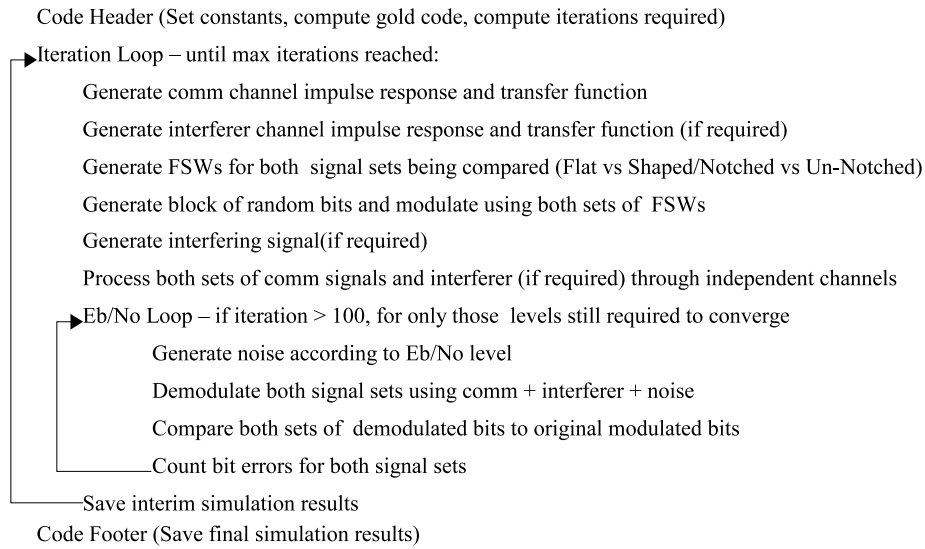 Code Header (Set constants, compute gold code, compute iterations required)
Iteration Loop – until max iterations reached:
Generate comm channel impulse response and transfer function
Generate interferer channel impulse response and transfer function (if required)
Generate FSWs for both signal sets being compared (Flat vs Shaped/Notched vs Un-Notched)
Generate block of random bits and modulate using both sets of FSWs
Generate interfering signal(if required)
Process both sets of comm signals and interferer (if required) through independent channels
Eb/No Loop – if iteration > 100, for only those levels still required to converge
Generate noise according to Eb/No level
Demodulate both signal sets using comm + interferer + noise
Compare both sets of demodulated bits to original modulated bits
Count bit errors for both signal sets
Save interim simulation results
Code Footer (Save final simulation results)